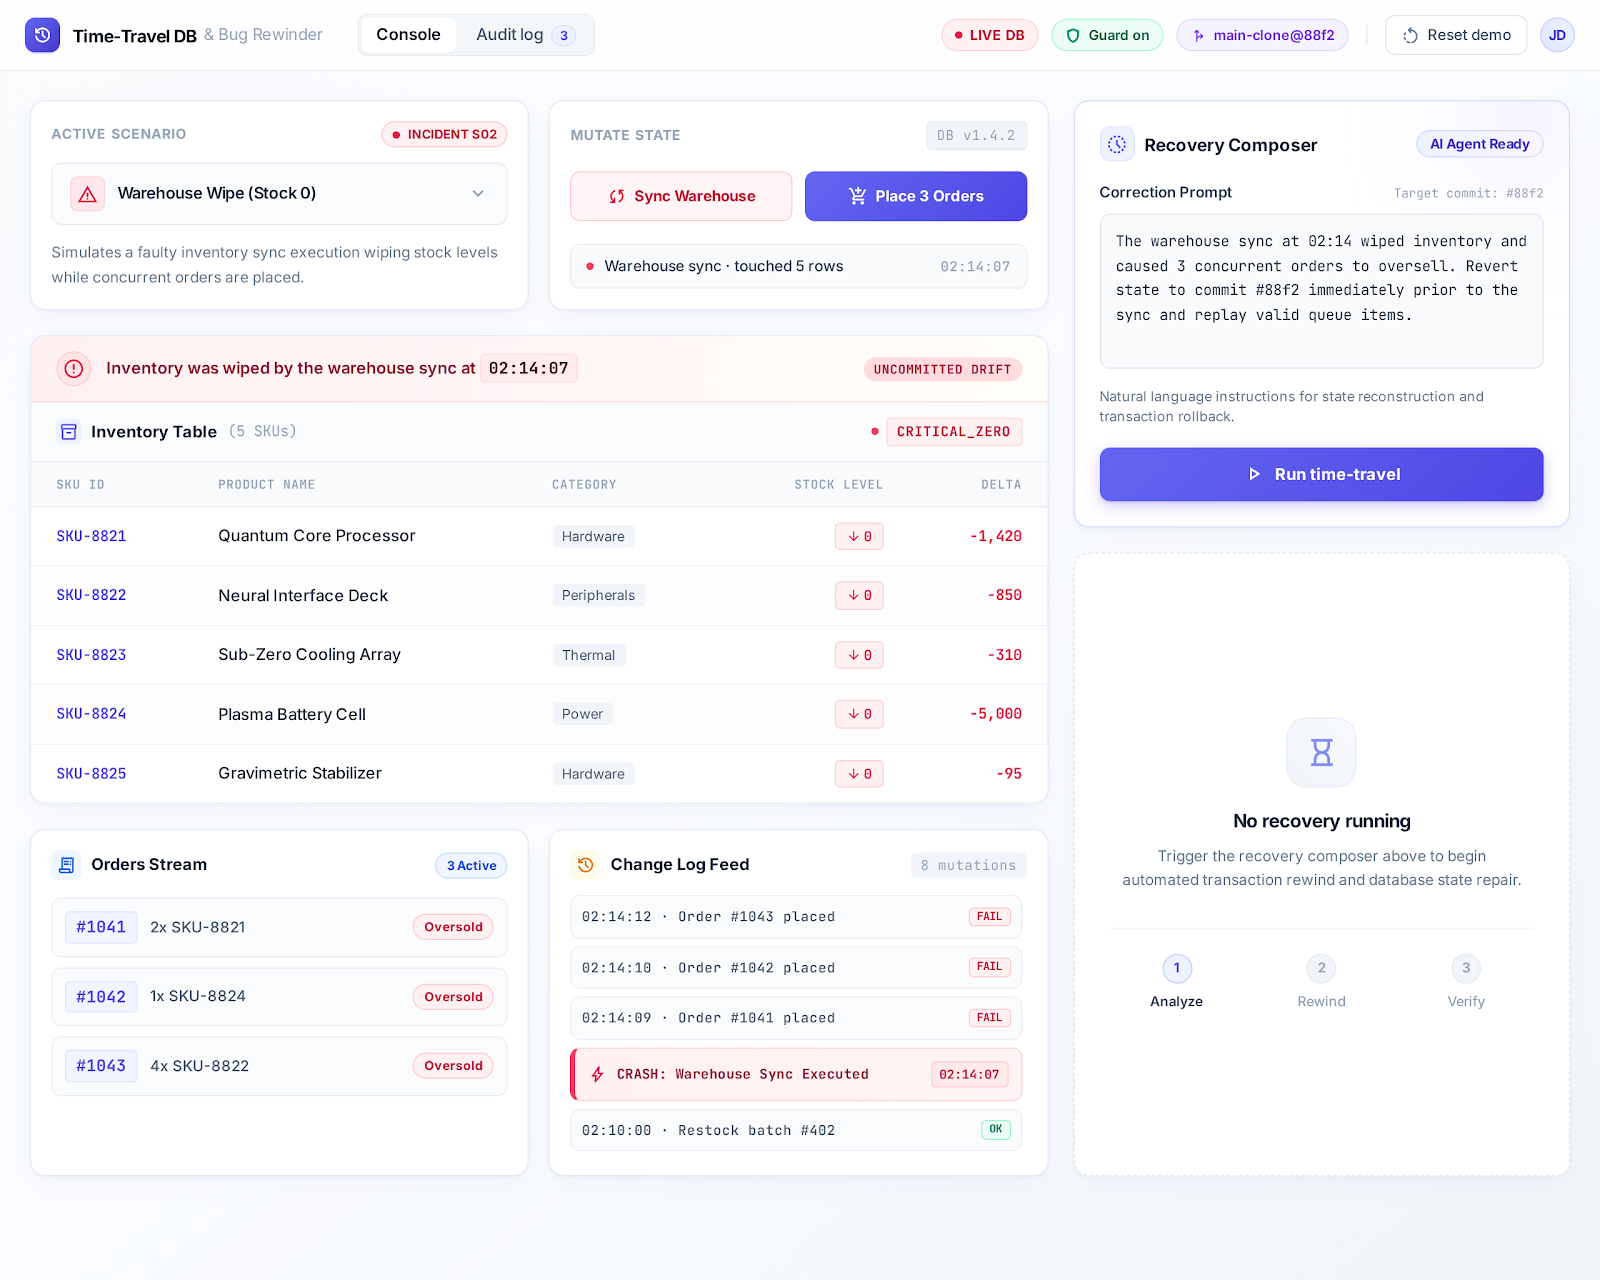 Time-Travel DB & Bug Rewinder
Console
Audit log 3
LIVE DB
Guard on
main-clone@88f2
Reset demo
JD
ACTIVE SCENARIO
INCIDENT S02
Warehouse Wipe (Stock 0)
Simulates a faulty inventory sync execution wiping stock levels
while concurrent orders are placed.
MUTATE STATE
DB v1.4.2
Sync Warehouse
Place 3 Orders
Warehouse sync · touched 5 rows 02:14:07
Inventory was wiped by the warehouse sync at 02:14:07
UNCOMMITTED DRIFT
Inventory Table (5 SKUs)
CRITICAL_ZERO
SKU ID PRODUCT NAME CATEGORY STOCK LEVEL DELTA
SKU-8821 Quantum Core Processor Hardware ↓ 0 -1,420
SKU-8822 Neural Interface Deck Peripherals ↓ 0 -850
SKU-8823 Sub-Zero Cooling Array Thermal ↓ 0 -310
SKU-8824 Plasma Battery Cell Power ↓ 0 -5,000
SKU-8825 Gravimetric Stabilizer Hardware ↓ 0 -95
Orders Stream
3 Active
#1041 2x SKU-8821 Oversold
#1042 1x SKU-8824 Oversold
#1043 4x SKU-8822 Oversold
Change Log Feed
8 mutations
02:14:12 · Order #1043 placed FAIL
02:14:10 · Order #1042 placed FAIL
02:14:09 · Order #1041 placed FAIL
CRASH: Warehouse Sync Executed 02:14:07
02:10:00 · Restock batch #402 OK
Recovery Composer
AI Agent Ready
Correction Prompt
Target commit: #88f2
The warehouse sync at 02:14 wiped inventory and
caused 3 concurrent orders to oversell. Revert
state to commit #88f2 immediately prior to the
sync and replay valid queue items.
Natural language instructions for state reconstruction and
transaction rollback.
Run time-travel
No recovery running
Trigger the recovery composer above to begin
automated transaction rewind and database state repair.
1 2 3
Analyze Rewind Verify